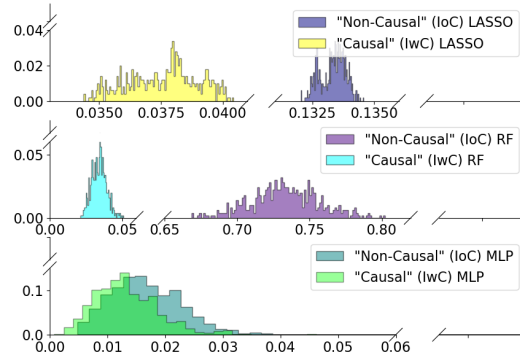 0.04
"Non-Causal" (IoC) LASSO
"Causal" (IwC) LASSO
0.02
0.00
0.0350 0.0375 0.0400 0.1325 0.1350
"Non-Causal" (IoC) RF
"Causal" (IwC) RF
0.05
0.00
0.00 0.05 0.65 0.70 0.75 0.80
"Non-Causal" (IoC) MLP
"Causal" (IwC) MLP
0.1
0.0
0.00 0.01 0.02 0.03 0.04 0.05 0.06